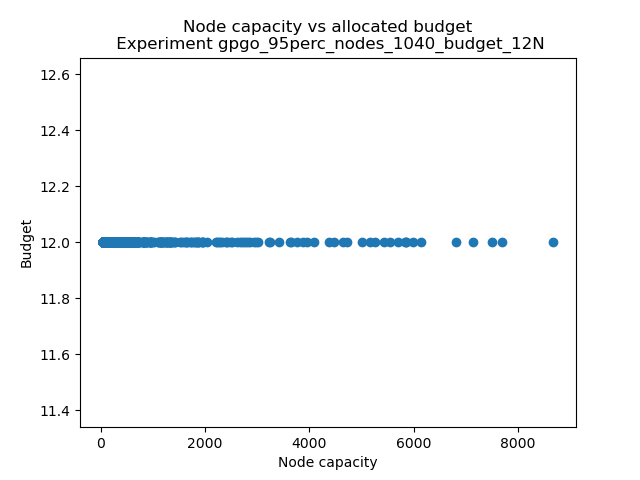 Node capacity vs allocated budget
Experiment gpgo_95perc_nodes_1040_budget_12N
12.6
12.4
12.2
12.0
11.8
11.6
11.4
Budget
0 2000 4000 6000 8000
Node capacity